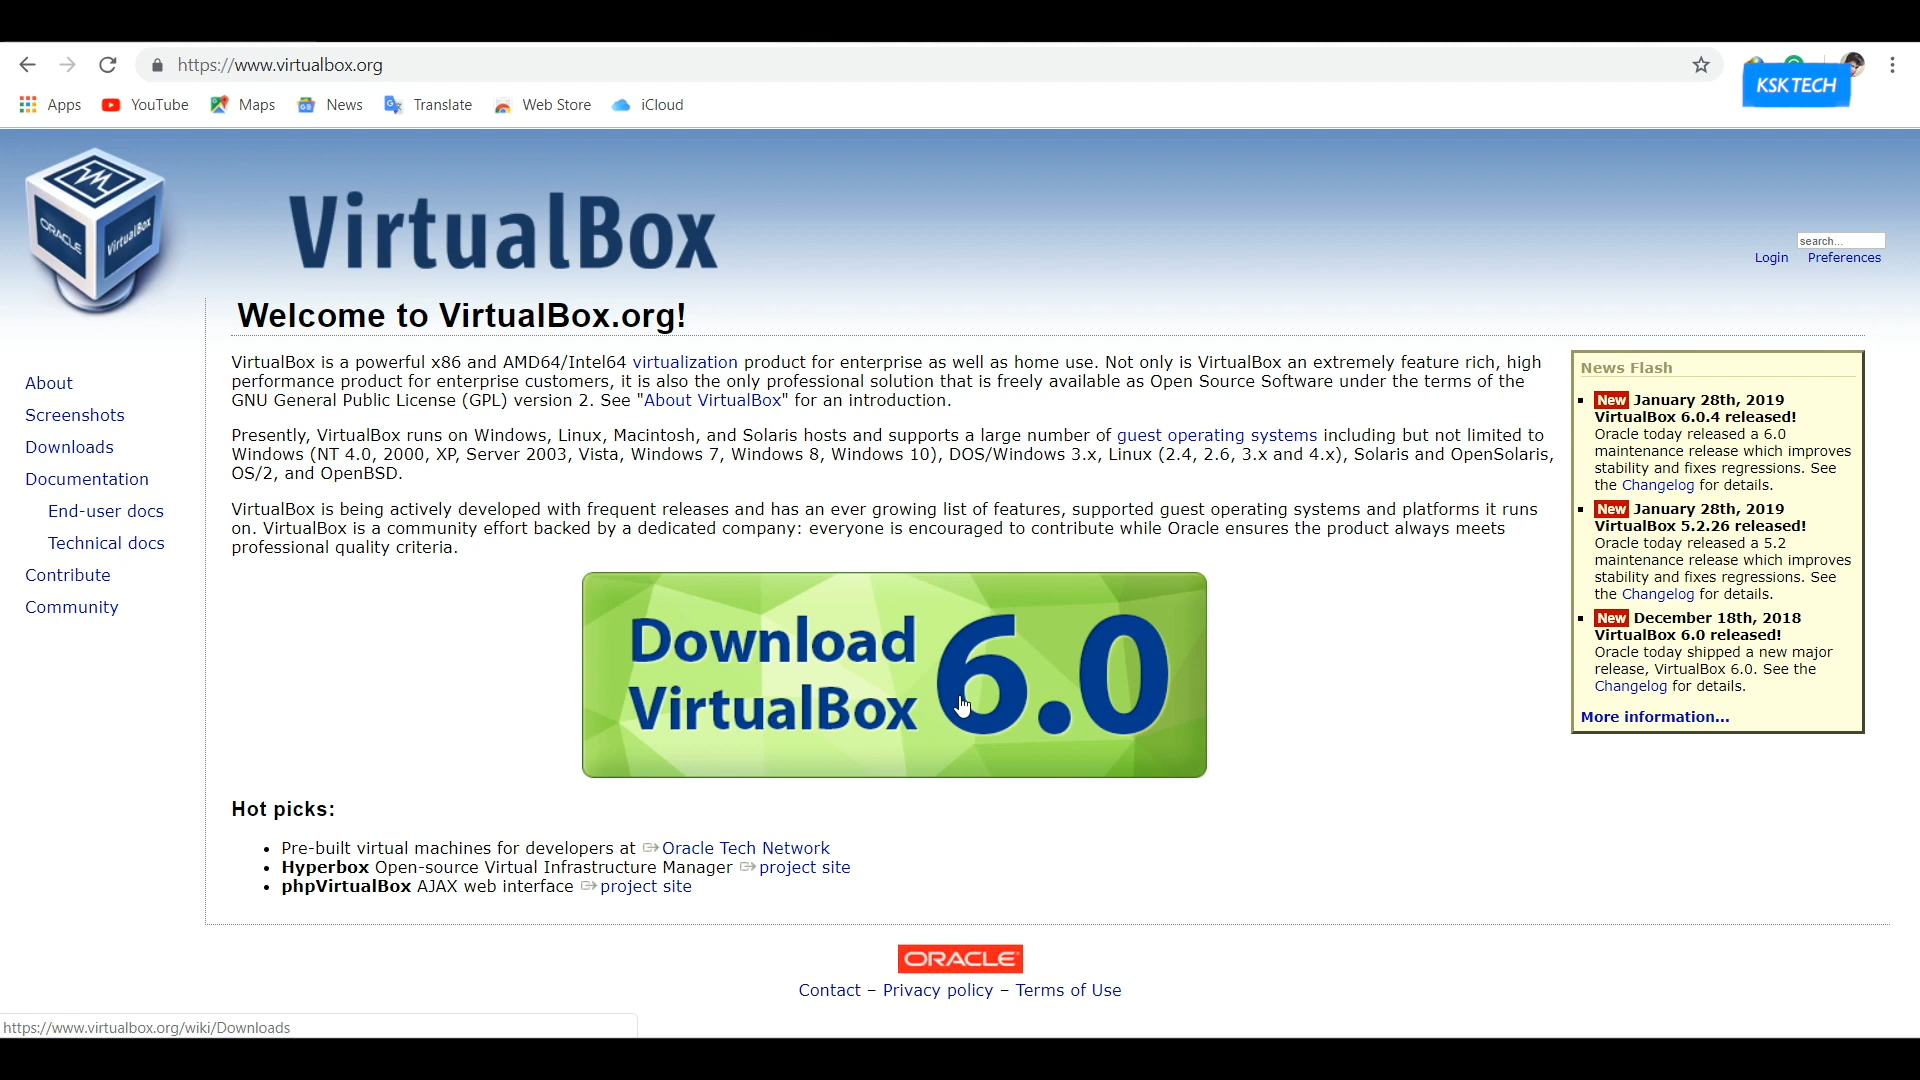 https://www.virtualbox.org
KSK TECH
Apps YouTube Maps News Translate Web Store iCloud
ORACLE VirtualBox
VirtualBox
search...
Login Preferences
Welcome to VirtualBox.org!
About
Screenshots
Downloads
Documentation
End-user docs
Technical docs
Contribute
Community
VirtualBox is a powerful x86 and AMD64/Intel64 virtualization product for enterprise as well as home use. Not only is VirtualBox an extremely feature rich, high
performance product for enterprise customers, it is also the only professional solution that is freely available as Open Source Software under the terms of the
GNU General Public License (GPL) version 2. See "About VirtualBox" for an introduction.
Presently, VirtualBox runs on Windows, Linux, Macintosh, and Solaris hosts and supports a large number of guest operating systems including but not limited to
Windows (NT 4.0, 2000, XP, Server 2003, Vista, Windows 7, Windows 8, Windows 10), DOS/Windows 3.x, Linux (2.4, 2.6, 3.x and 4.x), Solaris and OpenSolaris,
OS/2, and OpenBSD.
VirtualBox is being actively developed with frequent releases and has an ever growing list of features, supported guest operating systems and platforms it runs
on. VirtualBox is a community effort backed by a dedicated company: everyone is encouraged to contribute while Oracle ensures the product always meets
professional quality criteria.
Download
VirtualBox 6.0
News Flash
New January 28th, 2019
VirtualBox 6.0.4 released!
Oracle today released a 6.0
maintenance release which improves
stability and fixes regressions. See
the Changelog for details.
New January 28th, 2019
VirtualBox 5.2.26 released!
Oracle today released a 5.2
maintenance release which improves
stability and fixes regressions. See
the Changelog for details.
New December 18th, 2018
VirtualBox 6.0 released!
Oracle today shipped a new major
release, VirtualBox 6.0. See the
Changelog for details.
More information...
Hot picks:
• Pre-built virtual machines for developers at Oracle Tech Network
• Hyperbox Open-source Virtual Infrastructure Manager project site
• phpVirtualBox AJAX web interface project site
ORACLE
Contact – Privacy policy – Terms of Use
https://www.virtualbox.org/wiki/Downloads